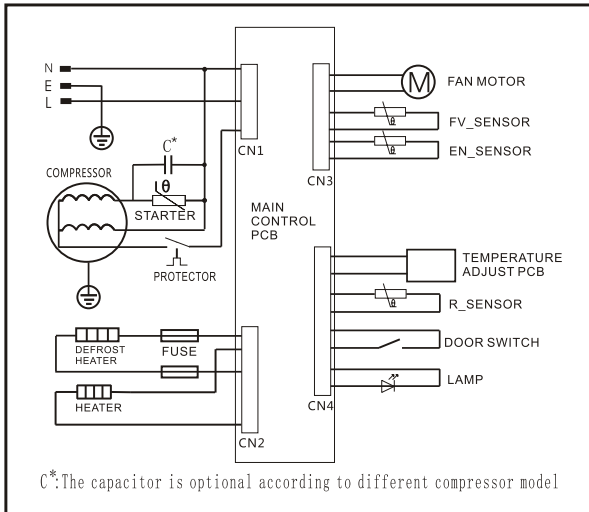 N
E
L
C*
COMPRESSOR
θ
STARTER
PROTECTOR
DEFROST
HEATER
FUSE
HEATER
CN1
CN2
MAIN
CONTROL
PCB
CN3
CN4
M
FAN MOTOR
θ
FV_SENSOR
θ
EN_SENSOR
TEMPERATURE
ADJUST PCB
θ
R_SENSOR
DOOR SWITCH
LAMP
C*:The capacitor is optional according to different compressor model